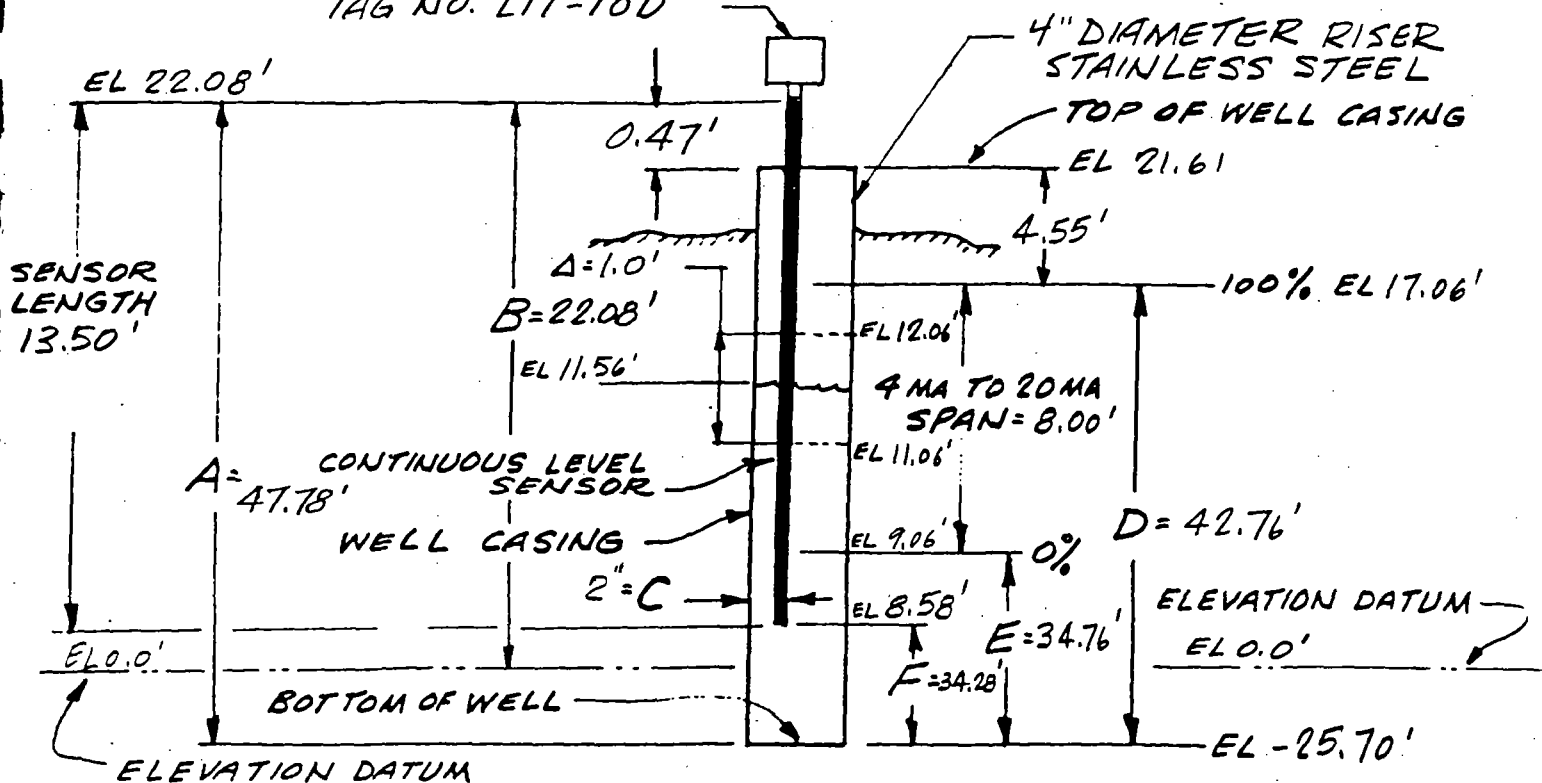 TAG NO. LIT-10D
4" DIAMETER RISER
STAINLESS STEEL
EL 22.08'
TOP OF WELL CASING
0.47'
EL 21.61
4.55'
SENSOR
LENGTH
13.50'
Δ=1.0'
B=22.08'
100% EL 17.06'
EL 12.06'
EL 11.56'
4 MA TO 20 MA
SPAN = 8.00'
EL 11.06'
A=
47.78'
CONTINUOUS LEVEL
SENSOR
D = 42.76'
WELL CASING
EL 9.06'
0%
2" = C
EL 8.58'
ELEVATION DATUM
E=34.76'
EL 0.0'
EL 0.0'
F=34.28'
BOTTOM OF WELL
EL -25.70'
ELEVATION DATUM